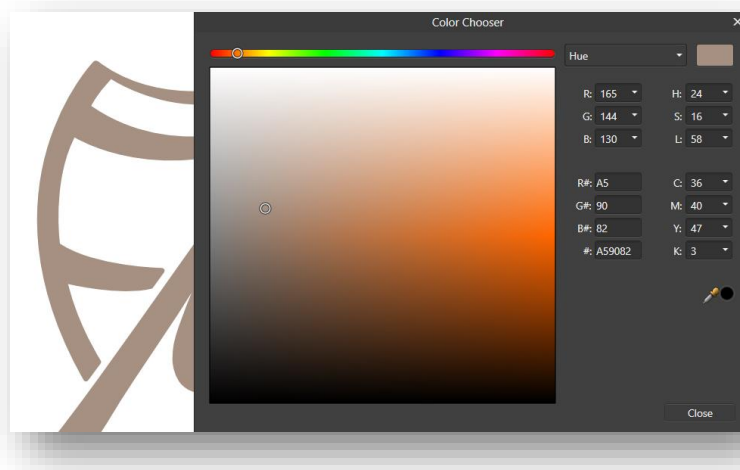 Color Chooser
Hue
R: 165 H: 24
G: 144 S: 16
B: 130 L: 58
R#: A5 C: 36
G#: 90 M: 40
B#: 82 Y: 47
#: A59082 K: 3
Close